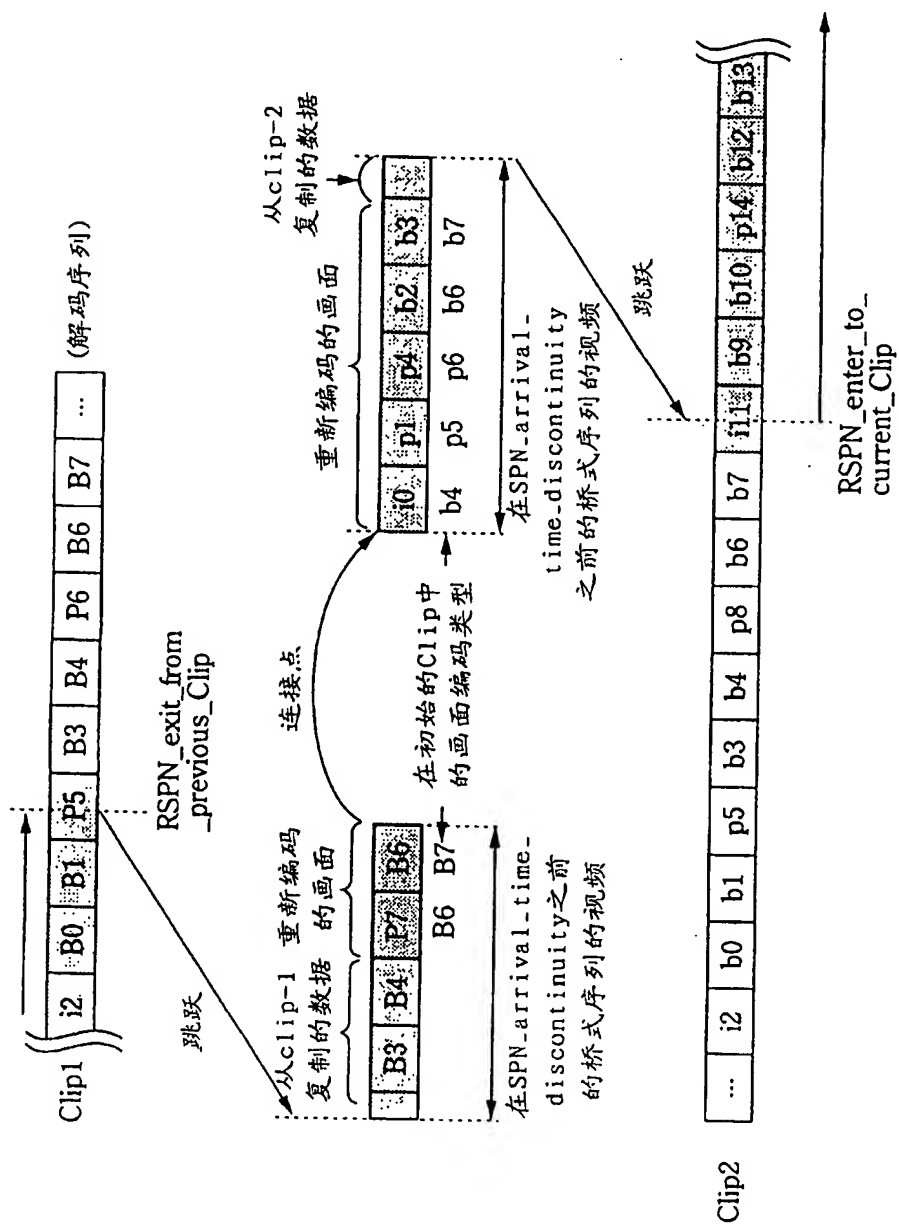 Clip1
i2 B0 B1 P5 B3 B4 P6 B6 B7 ... (解码序列)
RSPN_exit_from
_previous_Clip
跳跃
连接点
从clip-1
复制的数据
重新编码
的画面
B3 B4 P7 B6
B6 B7
在SPN_arrival_time_
discontinuity之前
的桥式序列的视频
在初始的Clip中
的画面编码类型
重新编码的画面
从clip-2
复制的数据
i0 p1 p4 b2 b3
b4 p5 p6 b6 b7
在SPN_arrival_
time_discontinuity
之前的桥式序列的视频
跳跃
Clip2
... i2 b0 b1 p5 b3 b4 p8 b6 b7 i11 b9 b10 p14 b12 b13
RSPN_enter_to_
current_Clip